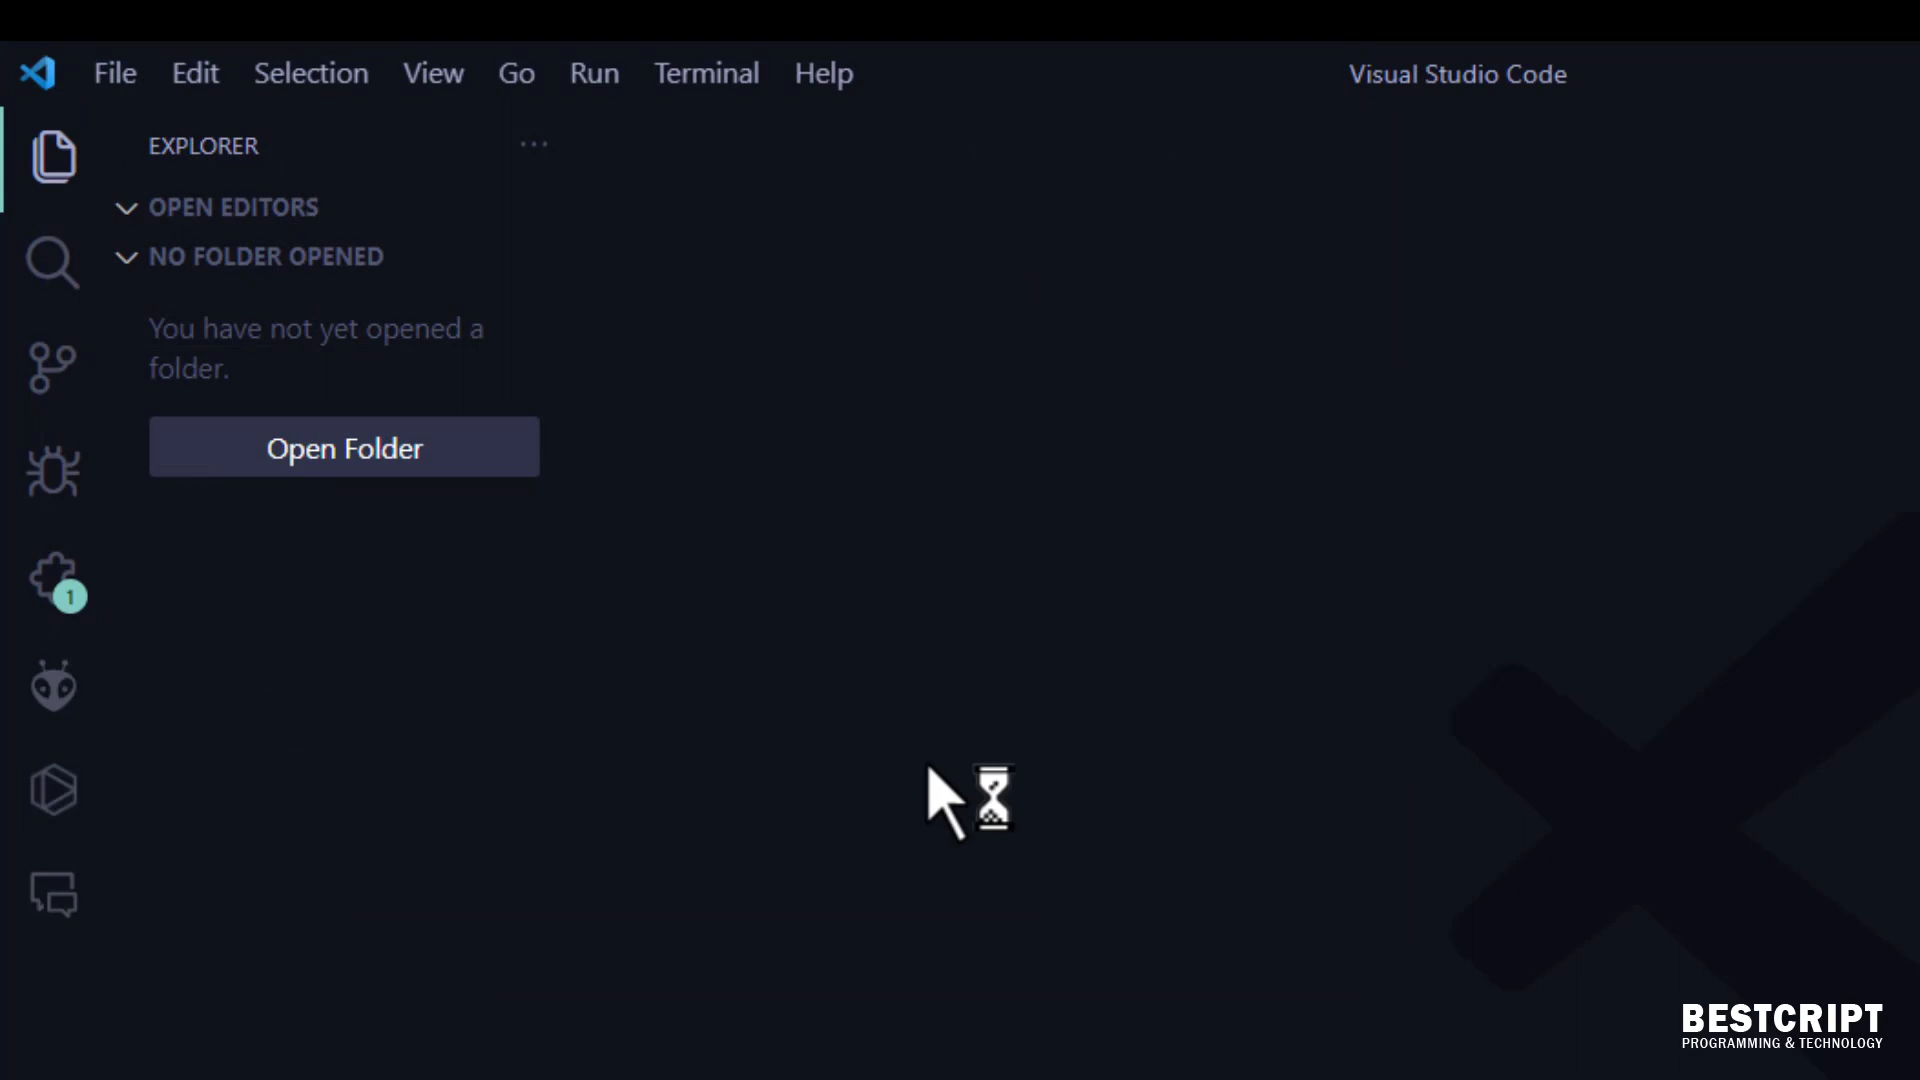 File Edit Selection View Go Run Terminal Help Visual Studio Code
EXPLORER ...
OPEN EDITORS
NO FOLDER OPENED
You have not yet opened a
folder.
Open Folder
1
BESTCRIPT
PROGRAMMING & TECHNOLOGY